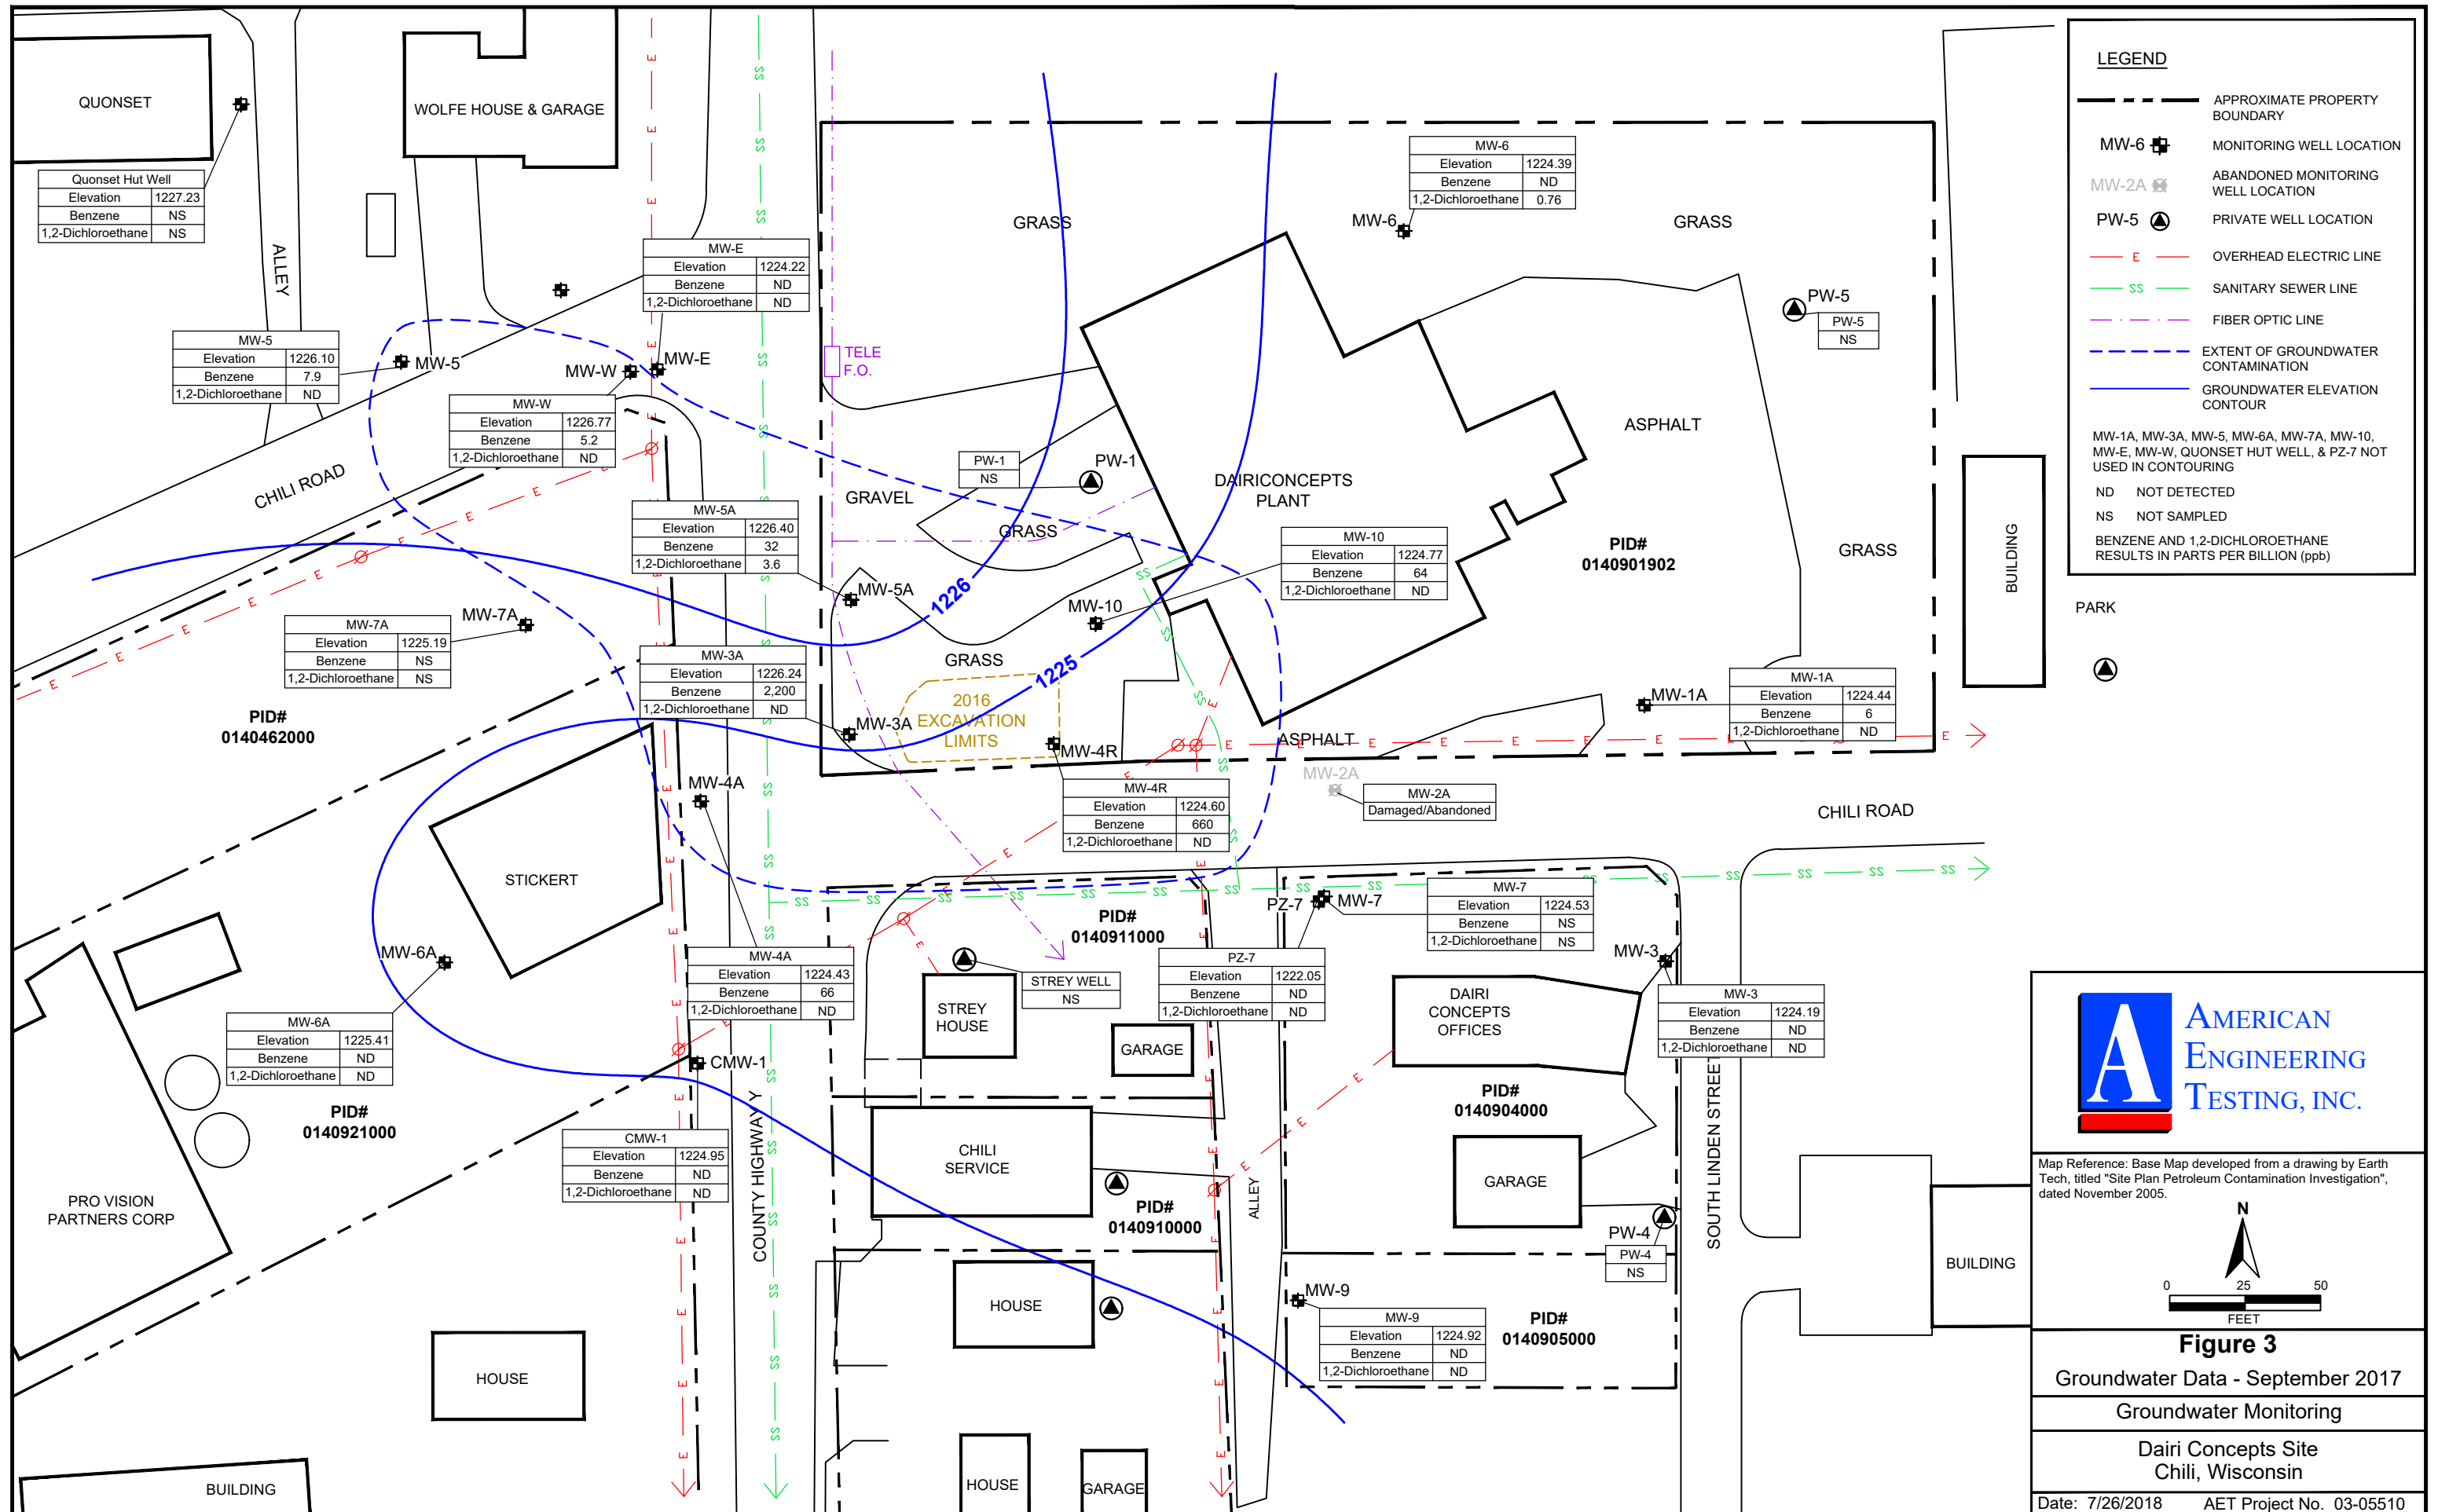 QUONSET
WOLFE HOUSE & GARAGE
Quonset Hut Well
Elevation 1227.23
Benzene NS
1,2-Dichloroethane NS
ALLEY
MW-E
Elevation 1224.22
Benzene ND
1,2-Dichloroethane ND
MW-5
Elevation 1226.10
Benzene 7.9
1,2-Dichloroethane ND
MW-5
MW-W
MW-E
MW-W
Elevation 1226.77
Benzene 5.2
1,2-Dichloroethane ND
CHILI ROAD
TELE
F.O.
GRASS
MW-6
Elevation 1224.39
Benzene ND
1,2-Dichloroethane 0.76
MW-6
GRASS
PW-5
PW-5
NS
ASPHALT
PW-1
NS
PW-1
DAIRICONCEPTS
PLANT
GRAVEL
GRASS
MW-5A
Elevation 1226.40
Benzene 32
1,2-Dichloroethane 3.6
MW-5A
1226
MW-10
Elevation 1224.77
Benzene 64
1,2-Dichloroethane ND
MW-10
PID#
0140901902
GRASS
BUILDING
PARK
MW-7A
MW-7A
Elevation 1225.19
Benzene NS
1,2-Dichloroethane NS
MW-3A
Elevation 1226.24
Benzene 2,200
1,2-Dichloroethane ND
MW-3A
GRASS
1225
2016
EXCAVATION
LIMITS
MW-4R
MW-4R
Elevation 1224.60
Benzene 660
1,2-Dichloroethane ND
ASPHALT
MW-1A
MW-1A
Elevation 1224.44
Benzene 6
1,2-Dichloroethane ND
MW-2A
MW-2A
Damaged/Abandoned
CHILI ROAD
PID#
0140462000
MW-4A
STICKERT
MW-6A
MW-6A
Elevation 1225.41
Benzene ND
1,2-Dichloroethane ND
PID#
0140921000
PRO VISION
PARTNERS CORP
MW-4A
Elevation 1224.43
Benzene 66
1,2-Dichloroethane ND
CMW-1
CMW-1
Elevation 1224.95
Benzene ND
1,2-Dichloroethane ND
COUNTY HIGHWAY Y
PID#
0140911000
STREY WELL
NS
STREY
HOUSE
GARAGE
PZ-7
MW-7
PZ-7
Elevation 1222.05
Benzene ND
1,2-Dichloroethane ND
MW-7
Elevation 1224.53
Benzene NS
1,2-Dichloroethane NS
MW-3
MW-3
Elevation 1224.19
Benzene ND
1,2-Dichloroethane ND
DAIRI
CONCEPTS
OFFICES
PID#
0140904000
CHILI
SERVICE
PID#
0140910000
ALLEY
GARAGE
PW-4
PW-4
NS
SOUTH LINDEN STREET
HOUSE
MW-9
MW-9
Elevation 1224.92
Benzene ND
1,2-Dichloroethane ND
PID#
0140905000
BUILDING
HOUSE
BUILDING
HOUSE
GARAGE
LEGEND
APPROXIMATE PROPERTY
BOUNDARY
MW-6 MONITORING WELL LOCATION
MW-2A ABANDONED MONITORING
WELL LOCATION
PW-5 PRIVATE WELL LOCATION
E OVERHEAD ELECTRIC LINE
SS SANITARY SEWER LINE
FIBER OPTIC LINE
EXTENT OF GROUNDWATER
CONTAMINATION
GROUNDWATER ELEVATION
CONTOUR
MW-1A, MW-3A, MW-5, MW-6A, MW-7A, MW-10,
MW-E, MW-W, QUONSET HUT WELL, & PZ-7 NOT
USED IN CONTOURING
ND NOT DETECTED
NS NOT SAMPLED
BENZENE AND 1,2-DICHLOROETHANE
RESULTS IN PARTS PER BILLION (ppb)
A
AMERICAN
ENGINEERING
TESTING, INC.
Map Reference: Base Map developed from a drawing by Earth
Tech, titled "Site Plan Petroleum Contamination Investigation",
dated November 2005.
N
0 25 50
FEET
Figure 3
Groundwater Data - September 2017
Groundwater Monitoring
Dairi Concepts Site
Chili, Wisconsin
Date: 7/26/2018 AET Project No. 03-05510